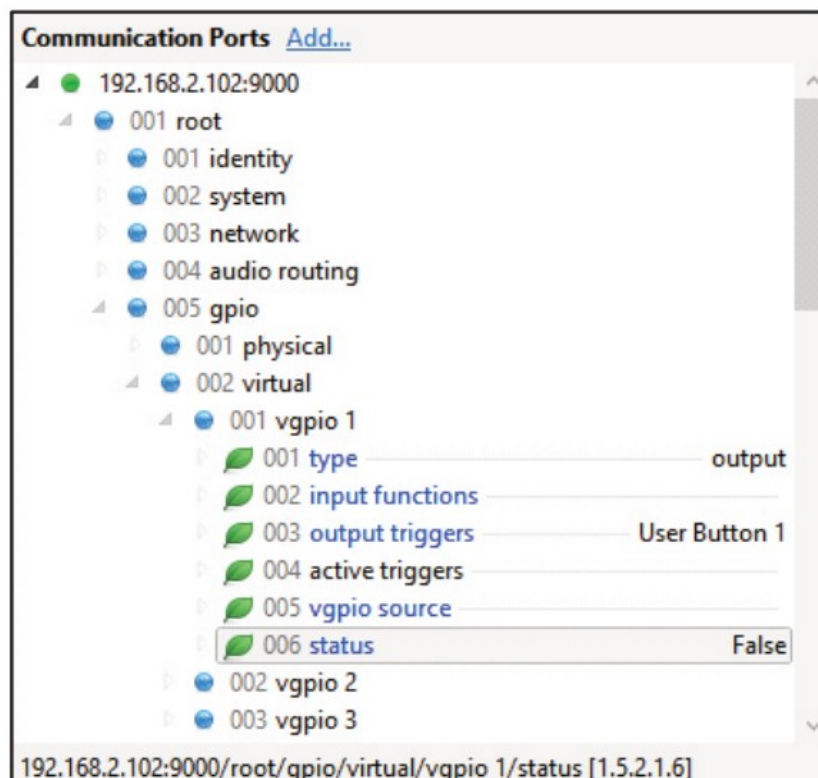 Communication Ports Add...
192.168.2.102:9000
001 root
001 identity
002 system
003 network
004 audio routing
005 gpio
001 physical
002 virtual
001 vgpio 1
001 type output
002 input functions
003 output triggers User Button 1
004 active triggers
005 vgpio source
006 status False
002 vgpio 2
003 vgpio 3
192.168.2.102:9000/root/gpio/virtual/vgpio 1/status [1.5.2.1.6]